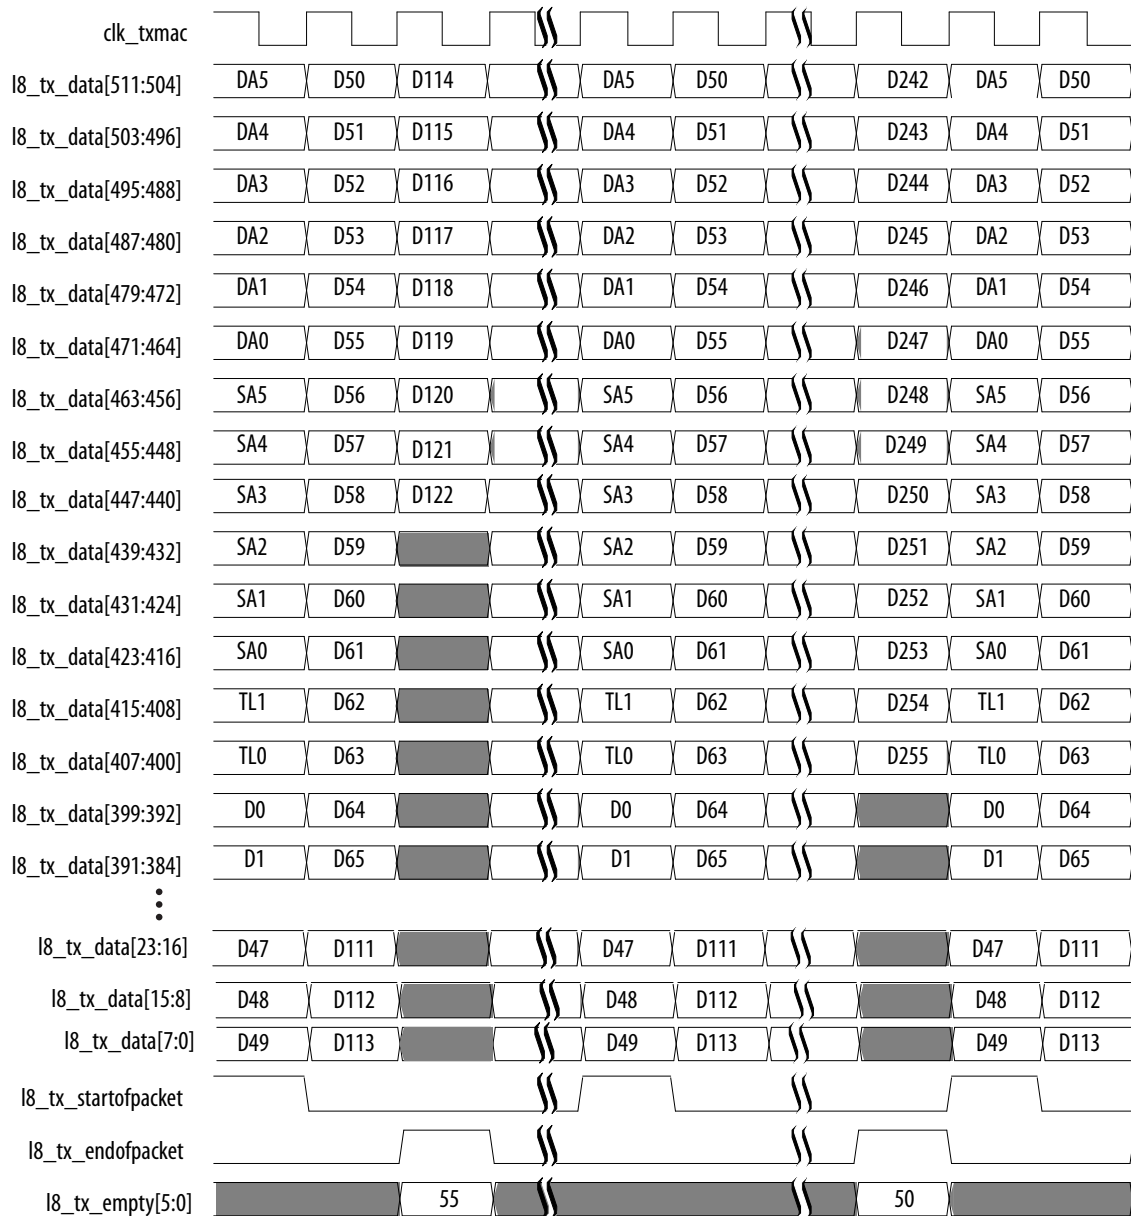 clk_txmac
l8_tx_data[511:504] DA5 D50 D114 DA5 D50 D242 DA5 D50
l8_tx_data[503:496] DA4 D51 D115 DA4 D51 D243 DA4 D51
l8_tx_data[495:488] DA3 D52 D116 DA3 D52 D244 DA3 D52
l8_tx_data[487:480] DA2 D53 D117 DA2 D53 D245 DA2 D53
l8_tx_data[479:472] DA1 D54 D118 DA1 D54 D246 DA1 D54
l8_tx_data[471:464] DA0 D55 D119 DA0 D55 D247 DA0 D55
l8_tx_data[463:456] SA5 D56 D120 SA5 D56 D248 SA5 D56
l8_tx_data[455:448] SA4 D57 D121 SA4 D57 D249 SA4 D57
l8_tx_data[447:440] SA3 D58 D122 SA3 D58 D250 SA3 D58
l8_tx_data[439:432] SA2 D59 SA2 D59 D251 SA2 D59
l8_tx_data[431:424] SA1 D60 SA1 D60 D252 SA1 D60
l8_tx_data[423:416] SA0 D61 SA0 D61 D253 SA0 D61
l8_tx_data[415:408] TL1 D62 TL1 D62 D254 TL1 D62
l8_tx_data[407:400] TL0 D63 TL0 D63 D255 TL0 D63
l8_tx_data[399:392] D0 D64 D0 D64 D0 D64
l8_tx_data[391:384] D1 D65 D1 D65 D1 D65
l8_tx_data[23:16] D47 D111 D47 D111 D47 D111
l8_tx_data[15:8] D48 D112 D48 D112 D48 D112
l8_tx_data[7:0] D49 D113 D49 D113 D49 D113
l8_tx_startofpacket
l8_tx_endofpacket
l8_tx_empty[5:0] 55 50